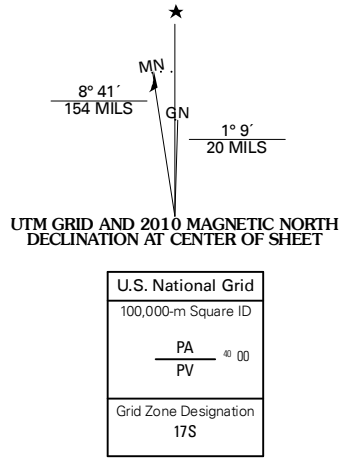 ★
MN
8° 41´
154 MILS
GN
1° 9´
20 MILS
UTM GRID AND 2010 MAGNETIC NORTH
DECLINATION AT CENTER OF SHEET
U.S. National Grid
100,000-m Square ID
PA
⁴⁰ 00
PV
Grid Zone Designation
17S